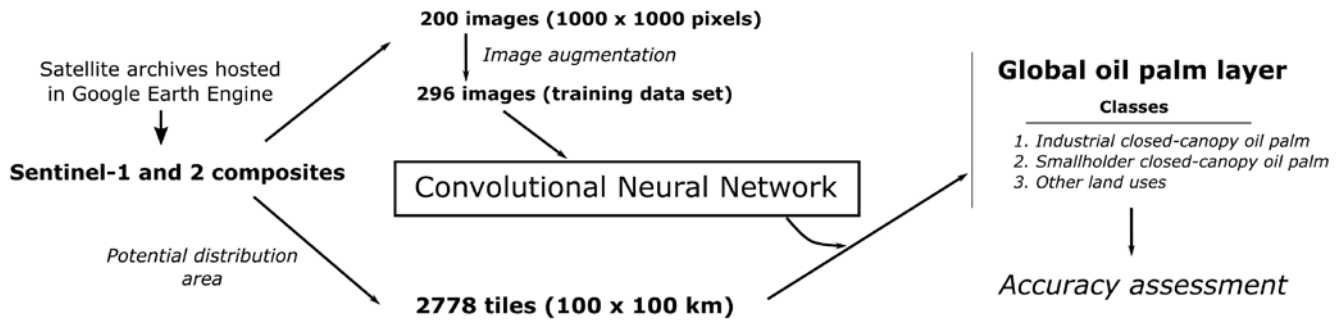 Satellite archives hosted
in Google Earth Engine
Sentinel-1 and 2 composites
200 images (1000 x 1000 pixels)
Image augmentation
296 images (training data set)
Convolutional Neural Network
Potential distribution
area
2778 tiles (100 x 100 km)
Global oil palm layer
Classes
1. Industrial closed-canopy oil palm
2. Smallholder closed-canopy oil palm
3. Other land uses
Accuracy assessment